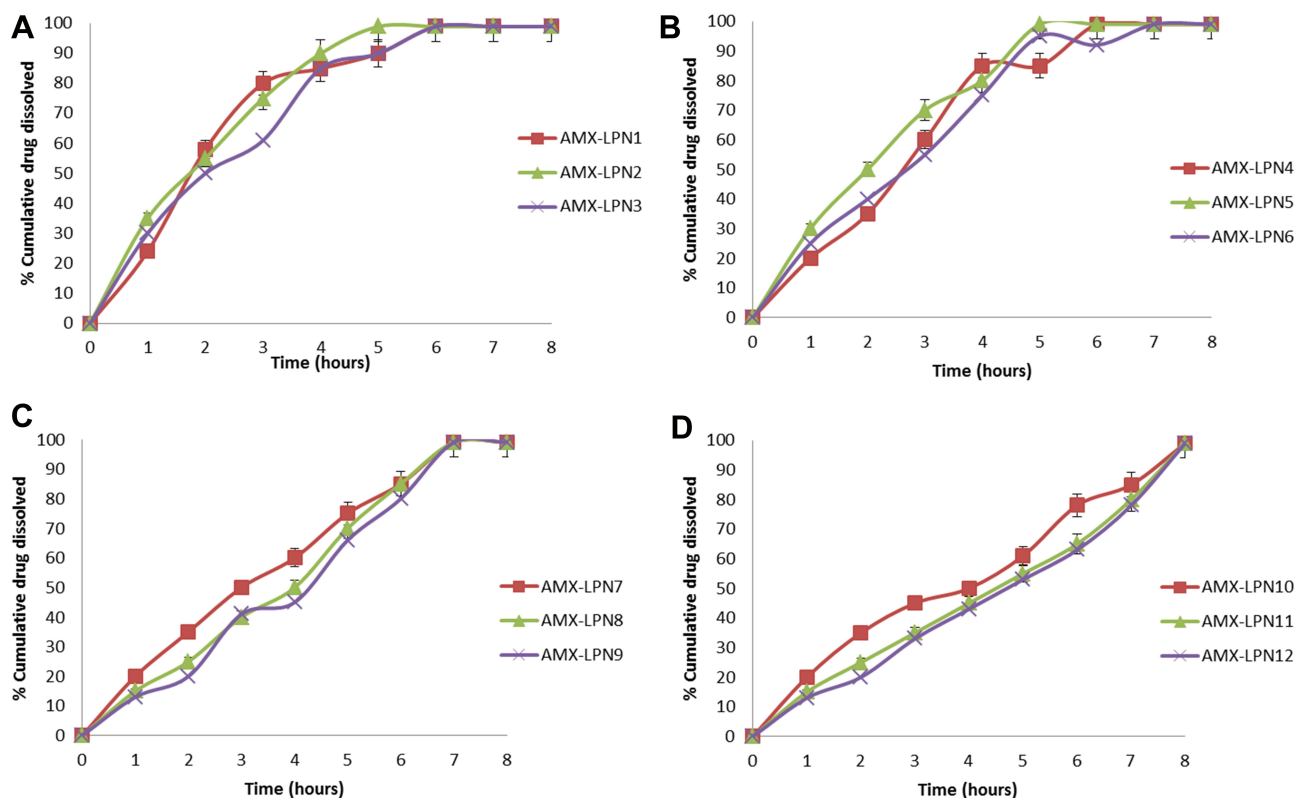 A
% Cumulative drug dissolved
100
90
80
70
60
50
40
30
20
10
0
0 1 2 3 4 5 6 7 8
Time (hours)
AMX-LPN1
AMX-LPN2
AMX-LPN3
B
% Cumulative drug dissolved
100
90
80
70
60
50
40
30
20
10
0
0 1 2 3 4 5 6 7 8
Time (hours)
AMX-LPN4
AMX-LPN5
AMX-LPN6
C
% Cumulative drug dissolved
100
90
80
70
60
50
40
30
20
10
0
0 1 2 3 4 5 6 7 8
Time (hours)
AMX-LPN7
AMX-LPN8
AMX-LPN9
D
% Cumulative drug dissolved
100
90
80
70
60
50
40
30
20
10
0
0 1 2 3 4 5 6 7 8
Time (hours)
AMX-LPN10
AMX-LPN11
AMX-LPN12